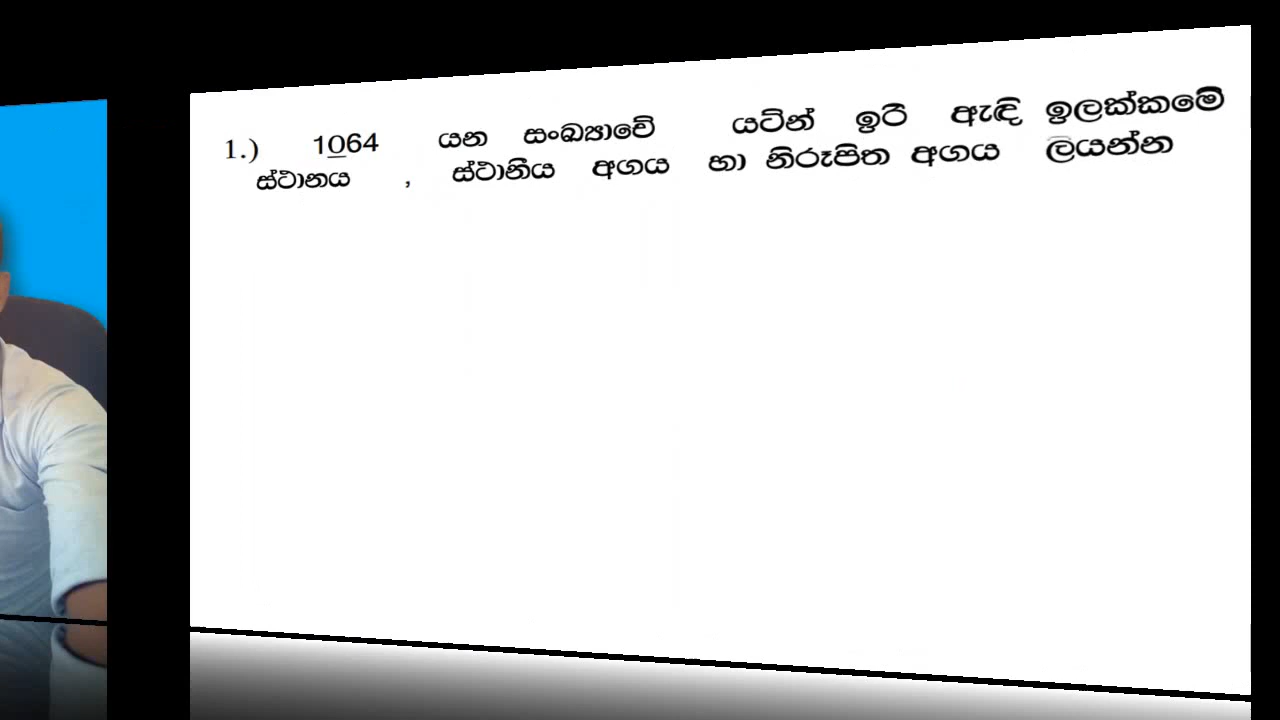 1.) 1064 යන සංඛ්‍යාවේ යටින් ඉරි ඇඳි ඉලක්කමේ
ස්ථානය , ස්ථානීය අගය හා නිරූපිත අගය ලියන්න